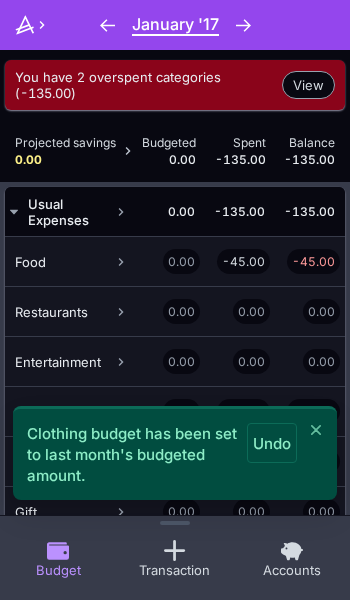 January '17
You have 2 overspent categories
(-135.00)
View
Projected savings Budgeted Spent Balance
0.00 0.00 -135.00 -135.00
Usual
Expenses 0.00 -135.00 -135.00
Food 0.00 -45.00 -45.00
Restaurants 0.00 0.00 0.00
Entertainment 0.00 0.00 0.00
Clothing budget has been set
to last month's budgeted
amount.
Undo
Gift 0.00 0.00 0.00
Budget Transaction Accounts